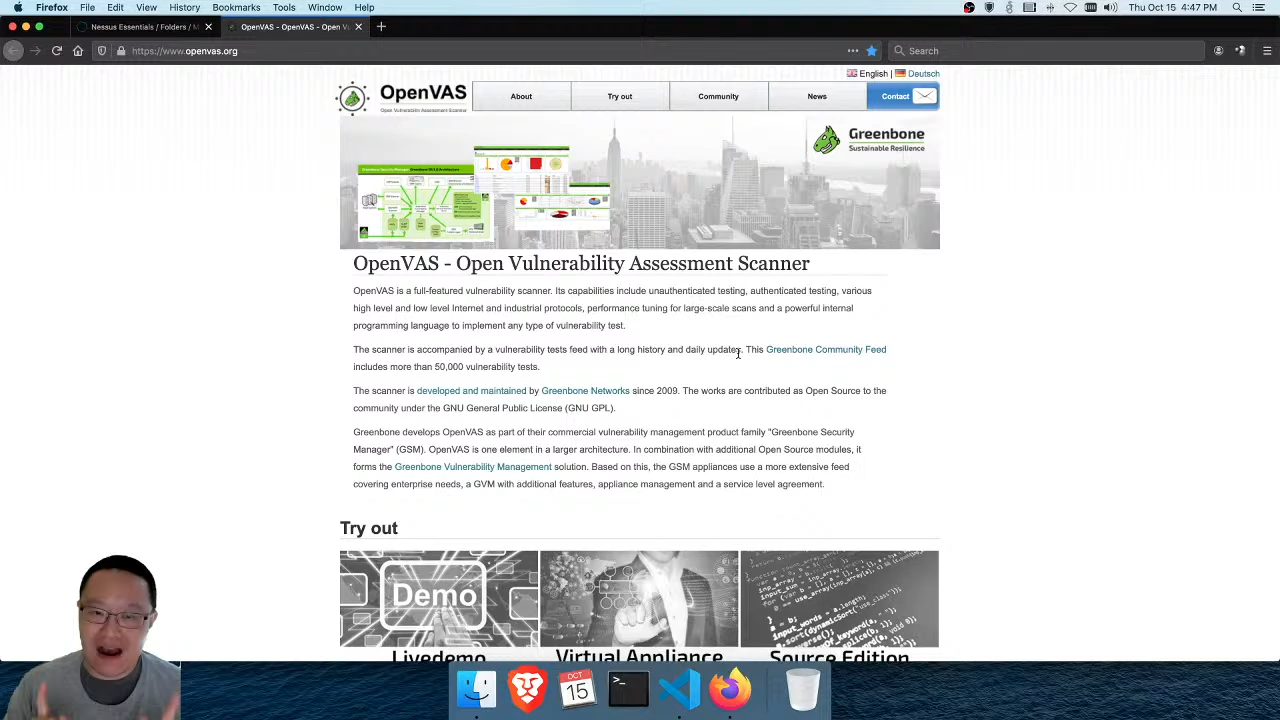 Firefox File Edit View History Bookmarks Tools Window Help Thu Oct 15 4:47 PM
Nessus Essentials / Folders / M
OpenVAS - OpenVAS - Open V
https://www.openvas.org
Search
English | Deutsch
OpenVAS
Open Vulnerability Assessment Scanner
About Try out Community News Contact
Greenbone
Sustainable Resilience
OpenVAS - Open Vulnerability Assessment Scanner
OpenVAS is a full-featured vulnerability scanner. Its capabilities include unauthenticated testing, authenticated testing, various
high level and low level Internet and industrial protocols, performance tuning for large-scale scans and a powerful internal
programming language to implement any type of vulnerability test.
The scanner is accompanied by a vulnerability tests feed with a long history and daily updates. This Greenbone Community Feed
includes more than 50,000 vulnerability tests.
The scanner is developed and maintained by Greenbone Networks since 2009. The works are contributed as Open Source to the
community under the GNU General Public License (GNU GPL).
Greenbone develops OpenVAS as part of their commercial vulnerability management product family "Greenbone Security
Manager" (GSM). OpenVAS is one element in a larger architecture. In combination with additional Open Source modules, it
forms the Greenbone Vulnerability Management solution. Based on this, the GSM appliances use a more extensive feed
covering enterprise needs, a GVM with additional features, appliance management and a service level agreement.
Try out
Demo
Livedemo
Virtual Appliance
Source Edition
OCT
15